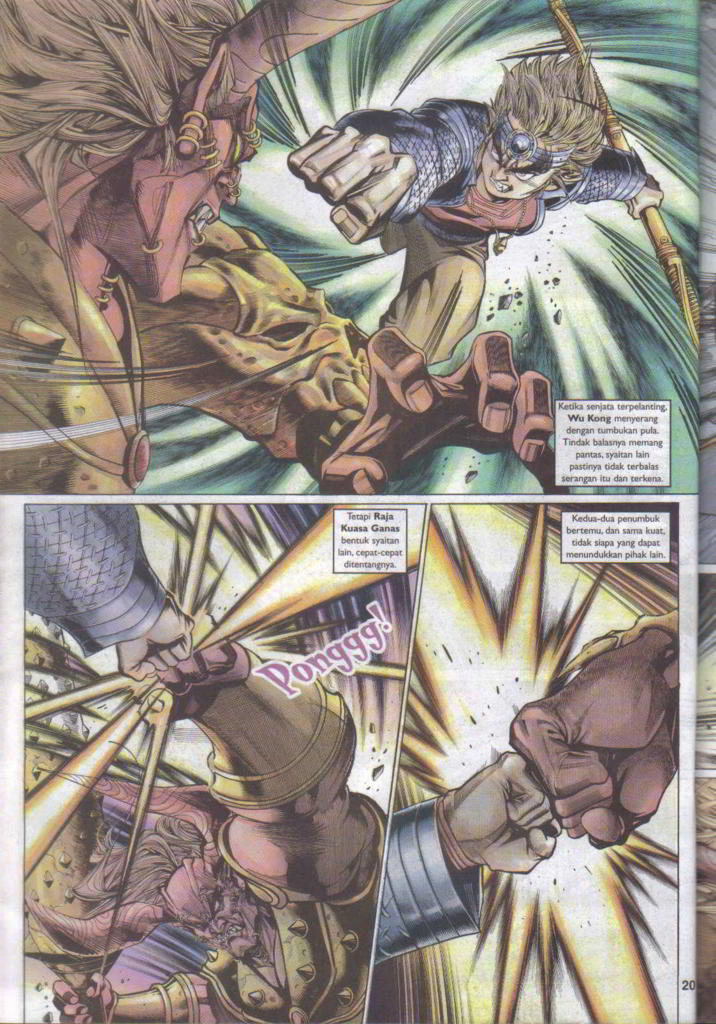 Ketika senjata terpelanting,
Wu Kong menyerang
dengan tumbukan pula.
Tindak balasnya memang
pantas, syaitan lain
pastinya tidak terbalas
serangan itu dan terkena.
Tetapi Raja
Kuasa Ganas
bentuk syaitan
lain, cepat-cepat
ditentangnya.
Kedua-dua penumbuk
bertemu, dan sama kuat,
tidak siapa yang dapat
menundukkan pihak lain.
Ponggg!
20